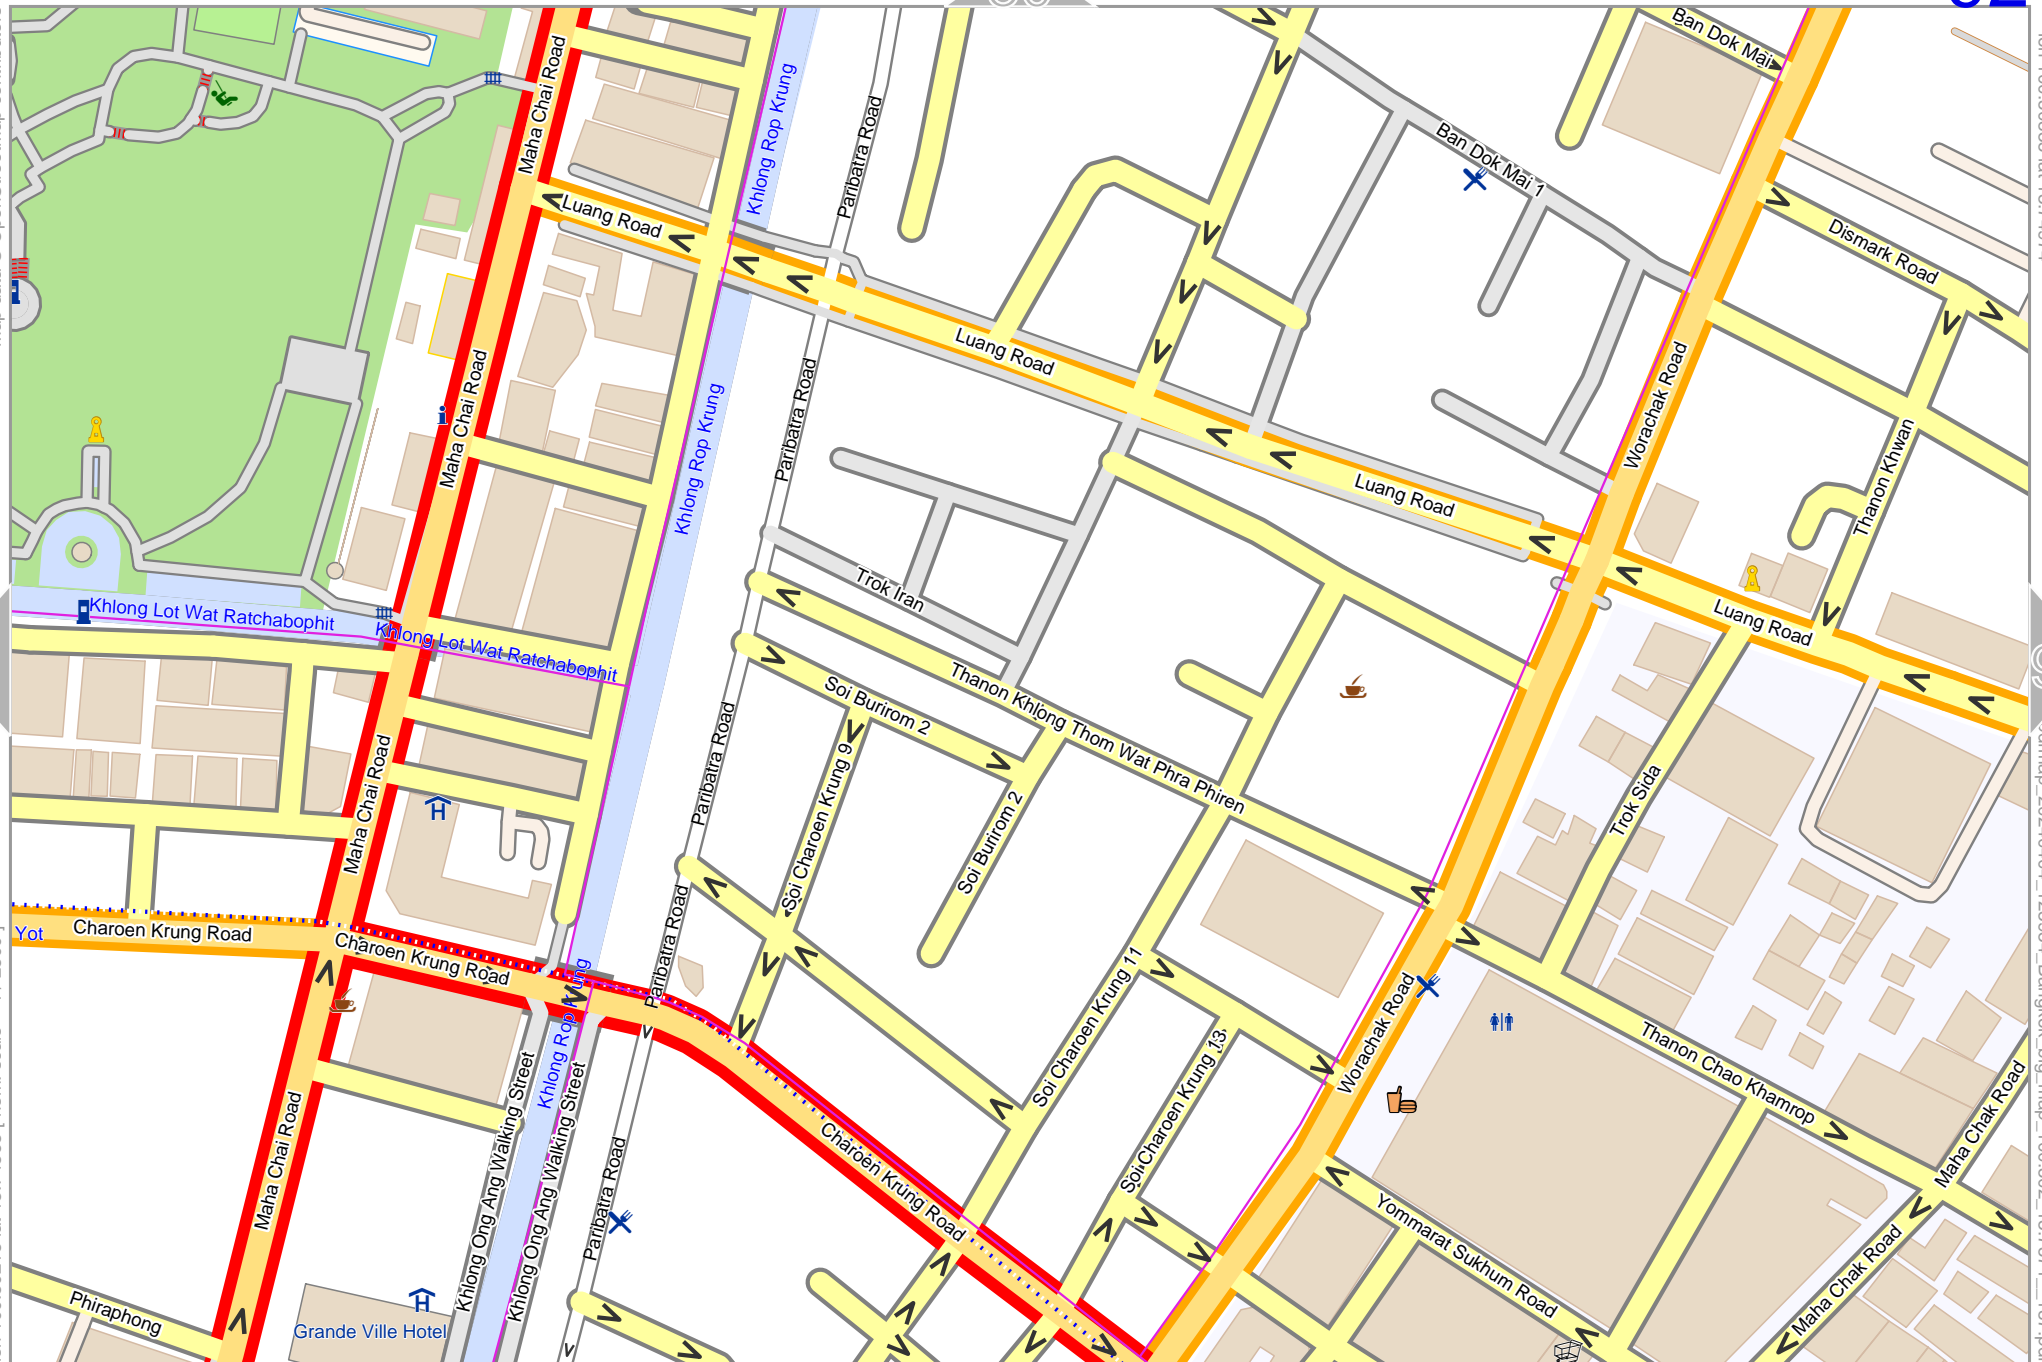 Ban Dok Mai
Maha Chai Road
Khlong Rop Krung
Paribatra Road
Ban Dok Mai 1
Luang Road
Dismark Road
Maha Chai Road
Khlong Rop Krung
Paribatra Road
Luang Road
Worachak Road
Luang Road
Thanon Khwan
Trok Iran
Khlong Lot Wat Ratchabophit
Khlong Lot Wat Ratchabophit
Luang Road
Thanon Khlong Thom Wat Phra Phiren
Soi Burirom 2
Paribatra Road
Maha Chai Road
Soi Charoen Krung 9
Soi Burirom 2
Trok Sida
Yot
Charoen Krung Road
Charoen Krung Road
Paribatra Road
Khlong Rop Krung
Soi Charoen Krung 11
Soi Charoen Krung 13
Worachak Road
Thanon Chao Khamrop
Maha Chai Road
Khlong Ong Ang Walking Street
Khlong Ong Ang Walking Street
Paribatra Road
Charoen Krung Road
Yommarat Sukhum Road
Maha Chak Road
Maha Chak Road
Phiraphong
Grande Ville Hotel